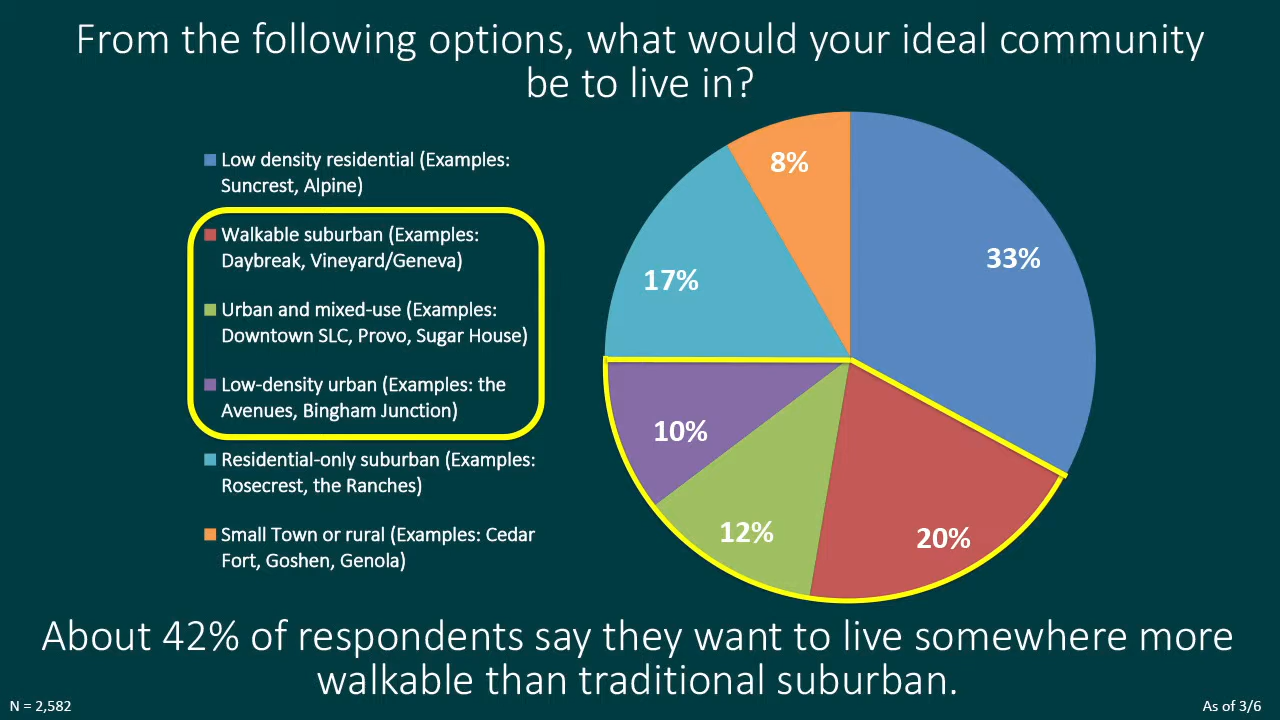 From the following options, what would your ideal community
be to live in?
Low density residential (Examples:
Suncrest, Alpine)
Walkable suburban (Examples:
Daybreak, Vineyard/Geneva)
Urban and mixed-use (Examples:
Downtown SLC, Provo, Sugar House)
Low-density urban (Examples: the
Avenues, Bingham Junction)
Residential-only suburban (Examples:
Rosecrest, the Ranches)
Small Town or rural (Examples: Cedar
Fort, Goshen, Genola)
8%
33%
17%
10%
12%
20%
About 42% of respondents say they want to live somewhere more
walkable than traditional suburban.
N = 2,582
As of 3/6